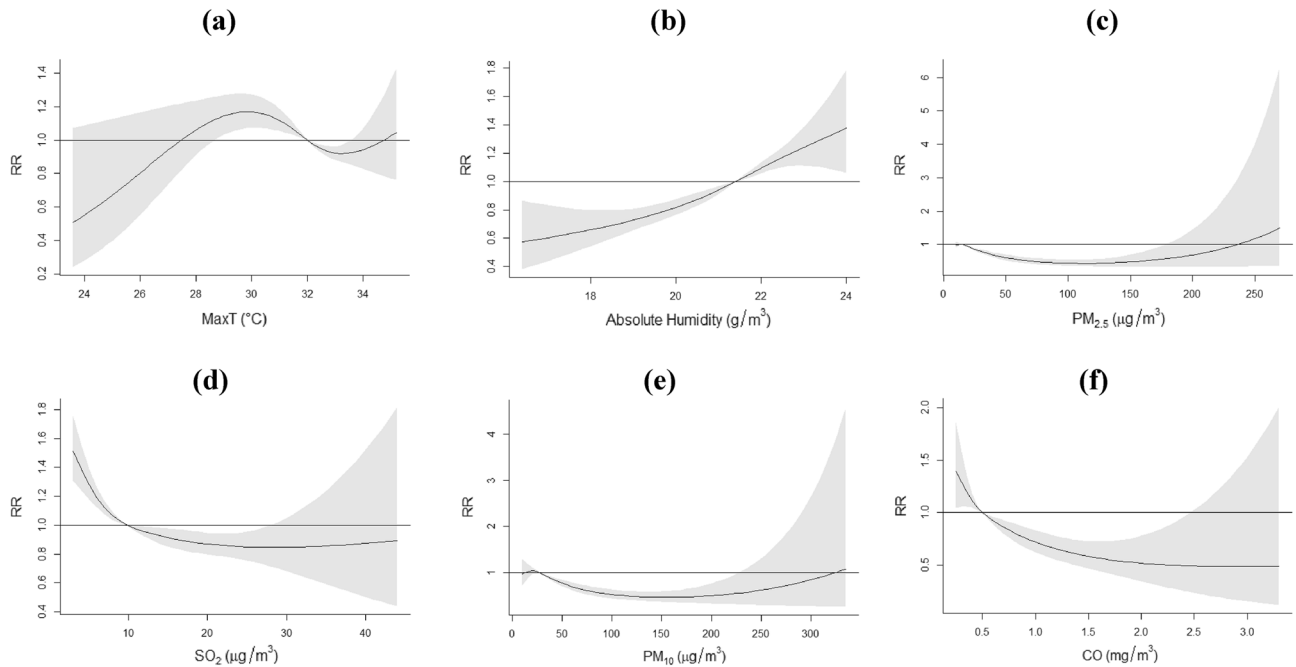 (a)
RR
1.4
1.2
1.0
0.8
0.6
0.4
0.2
24 26 28 30 32 34
MaxT (°C)
(b)
RR
1.8
1.6
1.4
1.2
1.0
0.8
0.6
0.4
18 20 22 24
Absolute Humidity (g/m³)
(c)
RR
6
5
4
3
2
1
0 50 100 150 200 250
PM₂.₅ (µg/m³)
(d)
RR
1.8
1.6
1.4
1.2
1.0
0.8
0.6
0.4
10 20 30 40
SO₂ (µg/m³)
(e)
RR
4
3
2
1
0 50 100 150 200 250 300
PM₁₀ (µg/m³)
(f)
RR
2.0
1.5
1.0
0.5
0.5 1.0 1.5 2.0 2.5 3.0
CO (mg/m³)